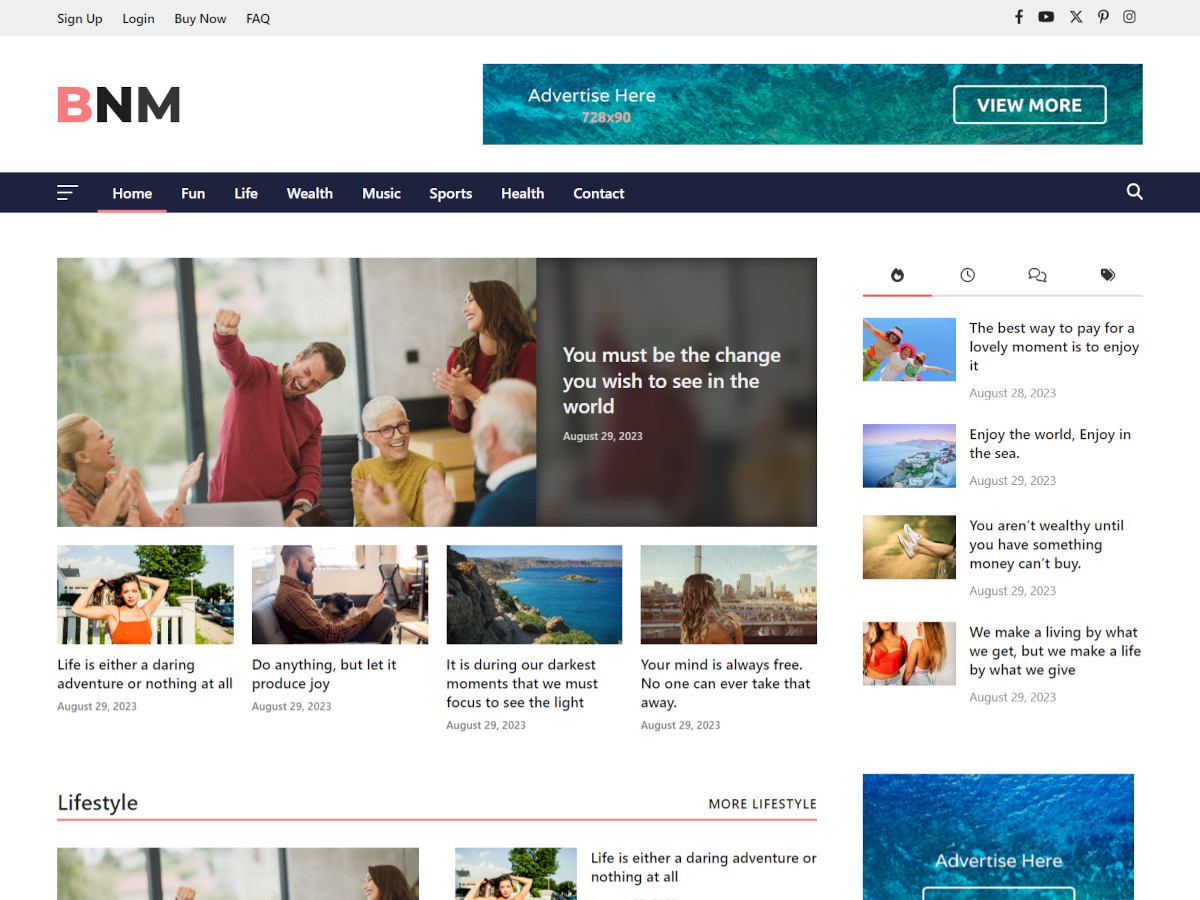 Sign Up Login Buy Now FAQ
BNM
Advertise Here
728x90
VIEW MORE
Home Fun Life Wealth Music Sports Health Contact
You must be the change
you wish to see in the
world
August 29, 2023
Life is either a daring
adventure or nothing at all
August 29, 2023
Do anything, but let it
produce joy
August 29, 2023
It is during our darkest
moments that we must
focus to see the light
August 29, 2023
Your mind is always free.
No one can ever take that
away.
August 29, 2023
The best way to pay for a
lovely moment is to enjoy
it
August 28, 2023
Enjoy the world, Enjoy in
the sea.
August 29, 2023
You aren’t wealthy until
you have something
money can’t buy.
August 29, 2023
We make a living by what
we get, but we make a life
by what we give
August 29, 2023
Lifestyle
MORE LIFESTYLE
Life is either a daring adventure or
nothing at all
Advertise Here